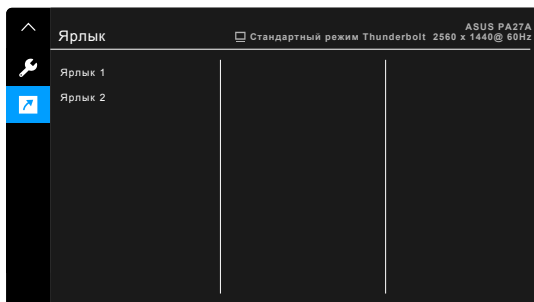 ASUS PA27A
Ярлык
Стандартный режим Thunderbolt 2560 x 1440@ 60Hz
Ярлык 1
Ярлык 2